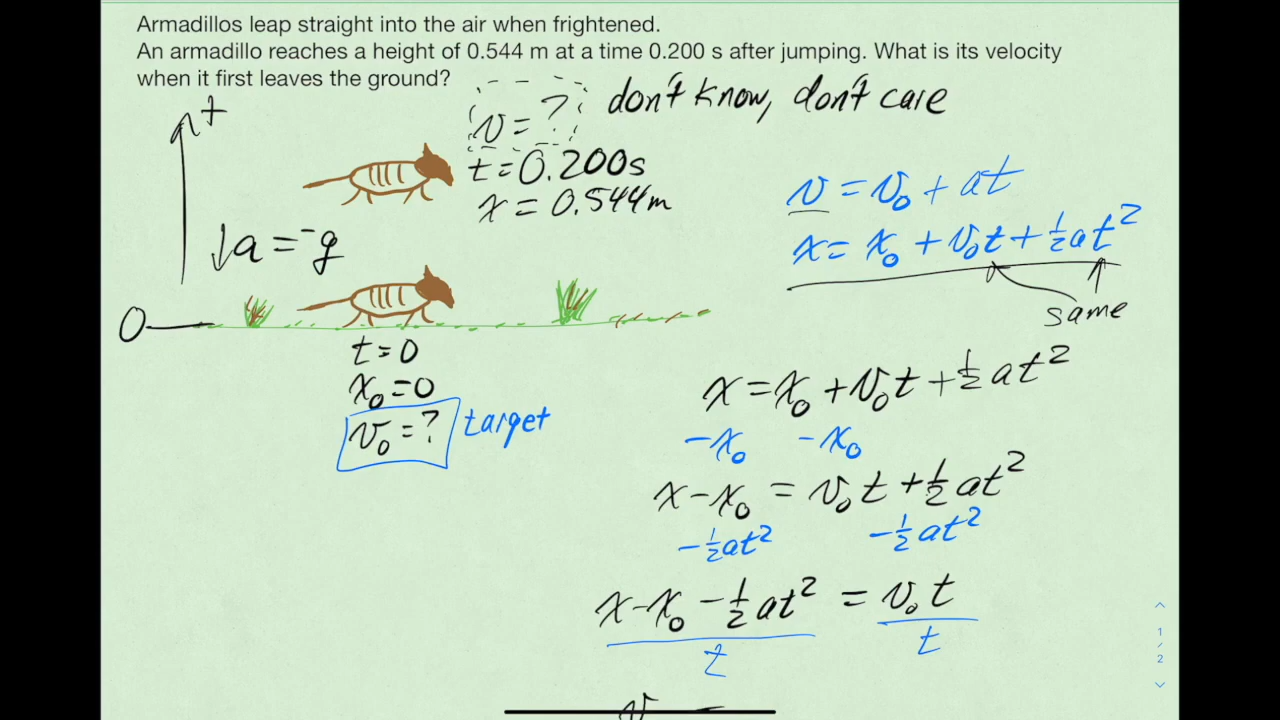 Armadillos leap straight into the air when frightened.
An armadillo reaches a height of 0.544 m at a time 0.200 s after jumping. What is its velocity
when it first leaves the ground?
+
v = ?
don't know, don't care
t = 0.200s
x = 0.544m
↓a = -g
v = v₀ + at
x = x₀ + v₀t + ½at²
same
0
t = 0
x₀ = 0
v₀ = ?
target
x = x₀ + v₀t + ½at²
-x₀ -x₀
x - x₀ = v₀t + ½at²
-½at² -½at²
x - x₀ - ½at² = v₀t
t t
1
/
2